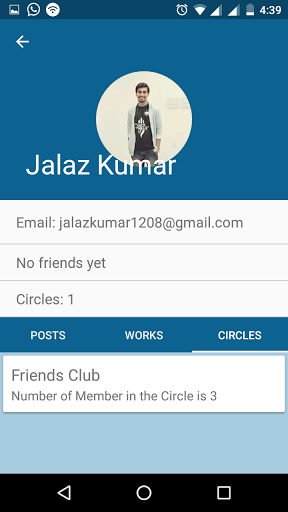 4:39
Jalaz Kumar
Email: jalazkumar1208@gmail.com
No friends yet
Circles: 1
POSTS WORKS CIRCLES
Friends Club
Number of Member in the Circle is 3